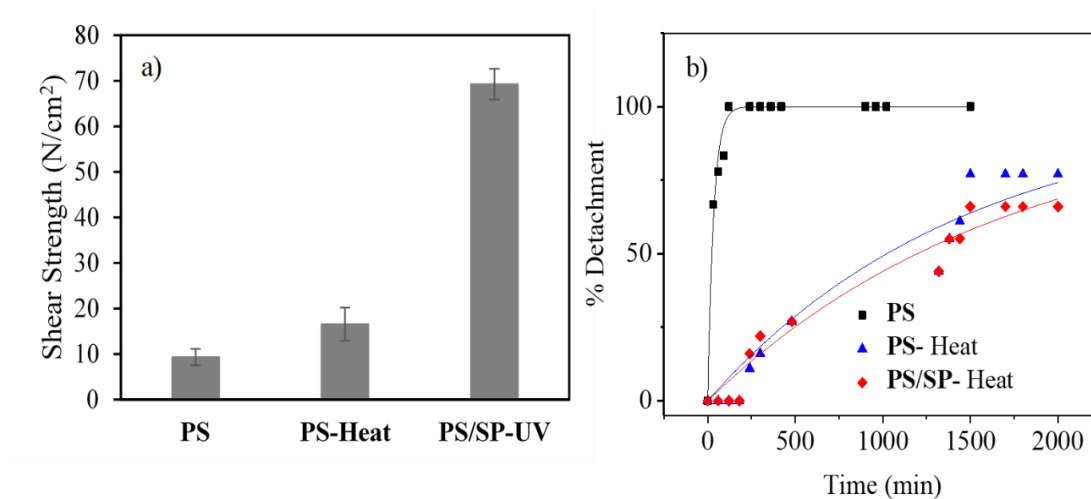 a)
Shear Strength (N/cm²)
80
70
60
50
40
30
20
10
0
PS
PS-Heat
PS/SP-UV
b)
% Detachment
100
50
0
PS
PS- Heat
PS/SP- Heat
0
500
1000
1500
2000
Time (min)